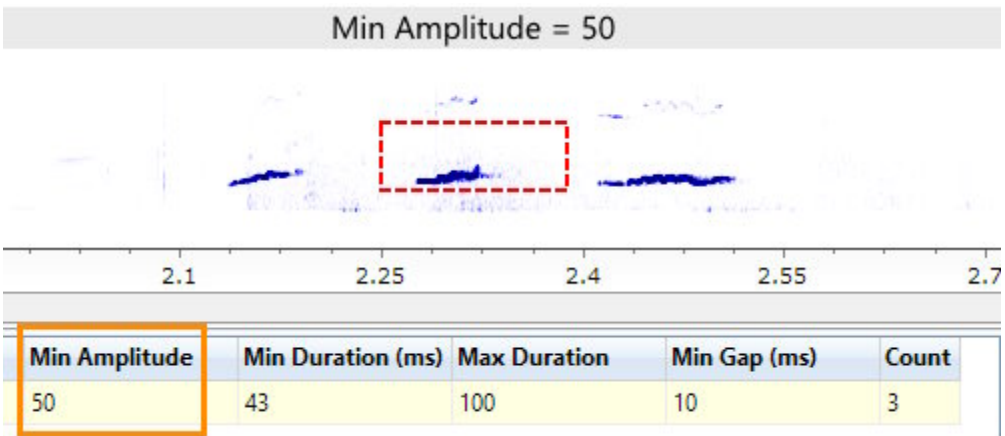 Min Amplitude = 50
2.1 2.25 2.4 2.55 2.7
Min Amplitude Min Duration (ms) Max Duration Min Gap (ms) Count
50 43 100 10 3